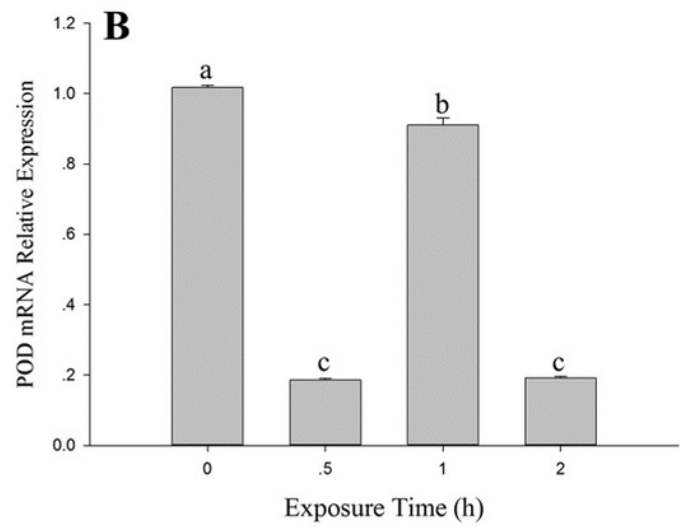 B
POD mRNA Relative Expression
1.2
1.0
.8
.6
.4
.2
0.0
a
c
b
c
0
.5
1
2
Exposure Time (h)